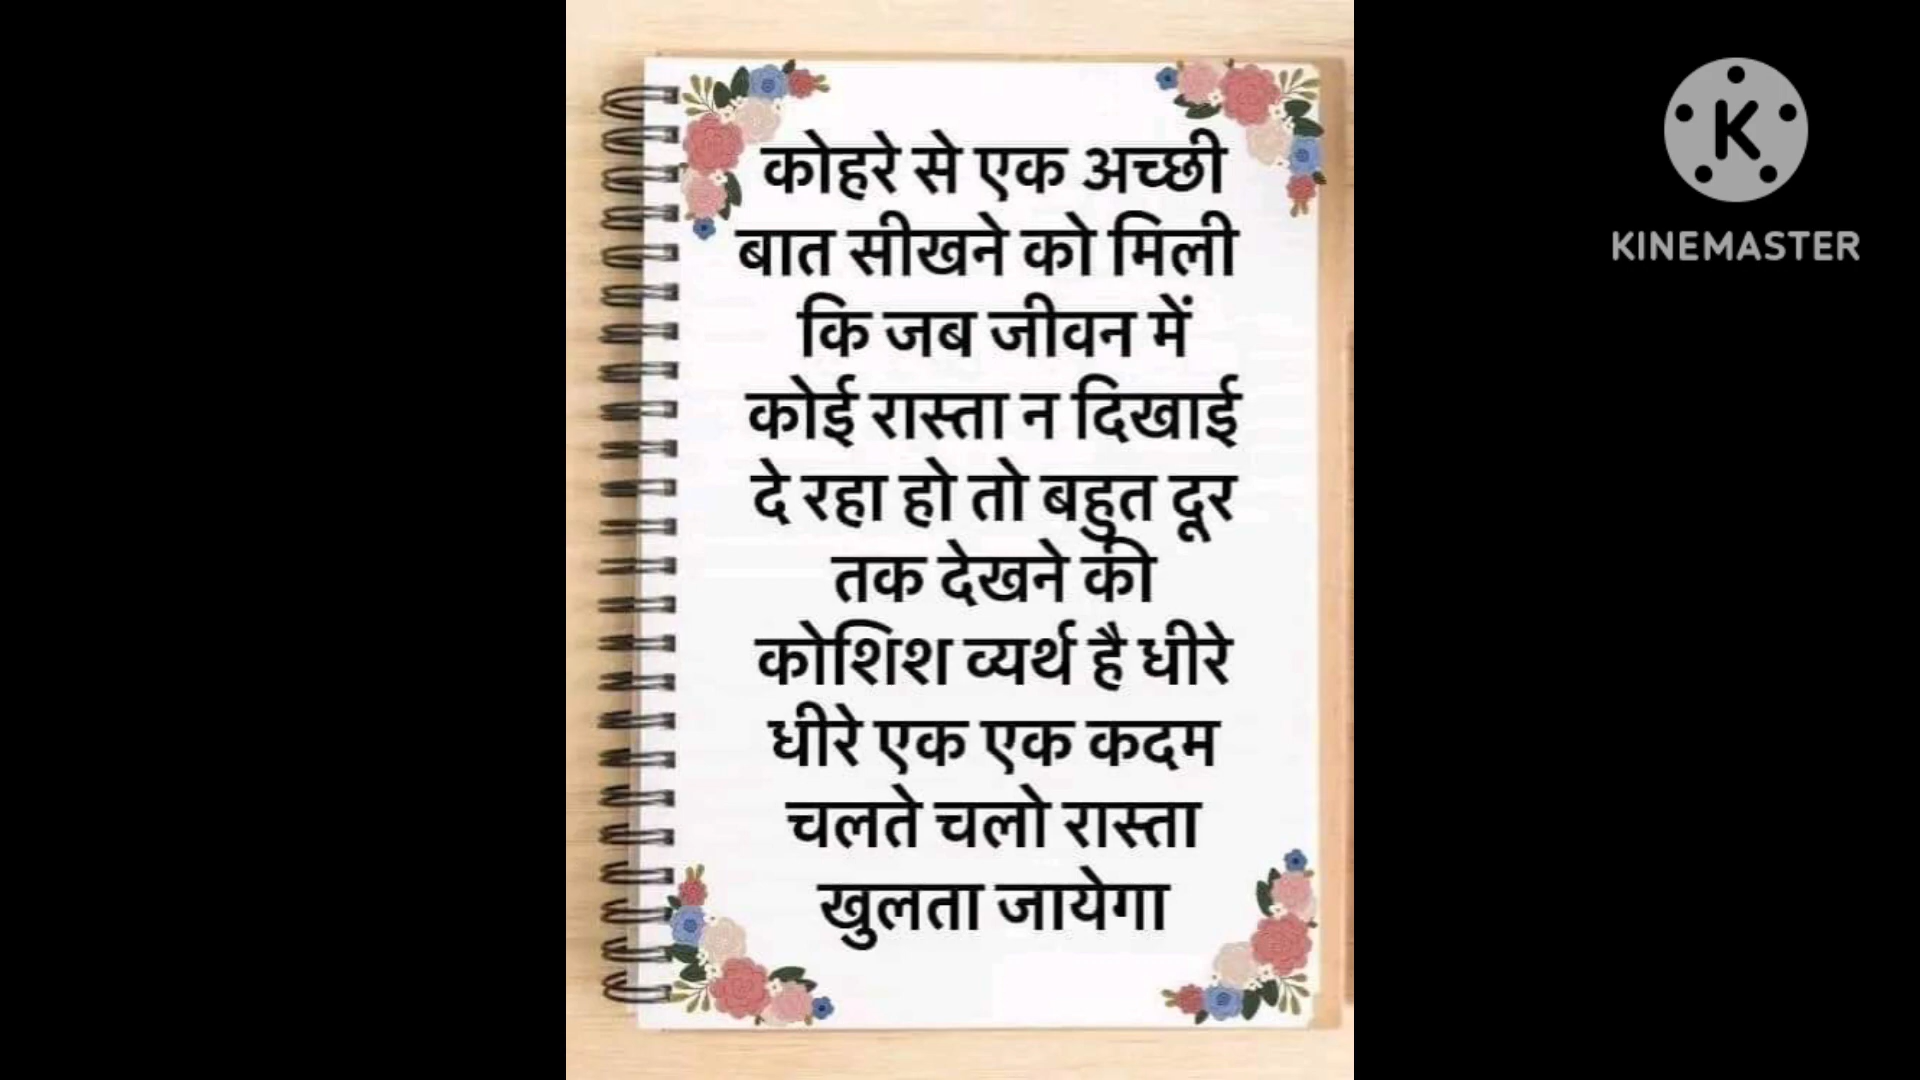 कोहरे से एक अच्छी
बात सीखने को मिली
कि जब जीवन में
कोई रास्ता न दिखाई
दे रहा हो तो बहुत दूर
तक देखने की
कोशिश व्यर्थ है धीरे
धीरे एक एक कदम
चलते चलो रास्ता
खुलता जायेगा
K
KINEMASTER